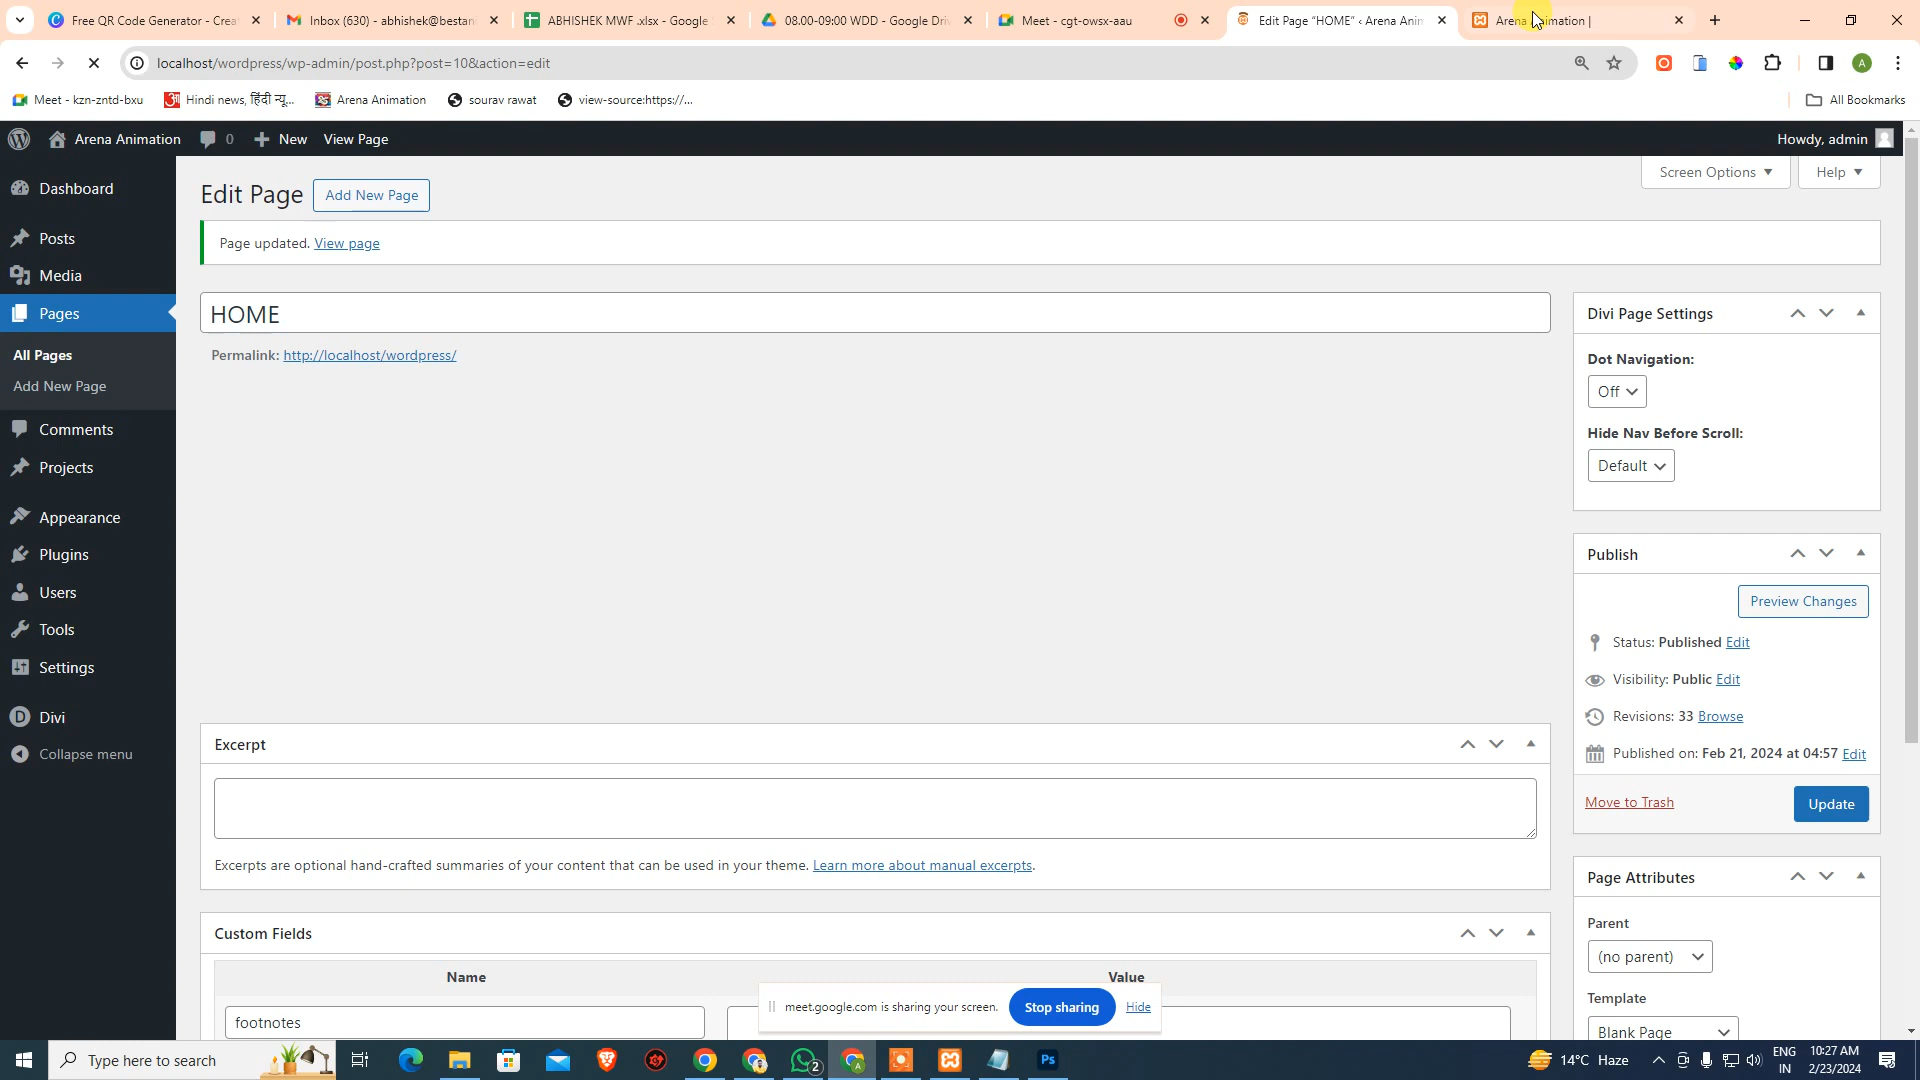 Free QR Code Generator - Crea
Inbox (630) - abhishek@bestan
ABHISHEK MWF .xlsx - Google S
08.00-09:00 WDD - Google Dri
Meet - cgt-owsx-aau
Edit Page “HOME” ‹ Arena Anim
Arena Animation |
localhost/wordpress/wp-admin/post.php?post=10&action=edit
Meet - kzn-zntd-bxu
Hindi news, हिंदी न्यू...
Arena Animation
sourav rawat
view-source:https://...
All Bookmarks
Arena Animation
0
New
View Page
Howdy, admin
Dashboard
Posts
Media
Pages
All Pages
Add New Page
Comments
Projects
Appearance
Plugins
Users
Tools
Settings
Divi
Collapse menu
Screen Options
Help
Edit Page
Add New Page
Page updated. View page
HOME
Permalink: http://localhost/wordpress/
Excerpt
Excerpts are optional hand-crafted summaries of your content that can be used in your theme. Learn more about manual excerpts.
Custom Fields
Name
Value
footnotes
Divi Page Settings
Dot Navigation:
Off
Hide Nav Before Scroll:
Default
Publish
Preview Changes
Status: Published Edit
Visibility: Public Edit
Revisions: 33 Browse
Published on: Feb 21, 2024 at 04:57 Edit
Move to Trash
Update
Page Attributes
Parent
(no parent)
Template
Blank Page
meet.google.com is sharing your screen.
Stop sharing
Hide
Type here to search
2
Ps
14°C Haze
ENG
IN
10:27 AM
2/23/2024